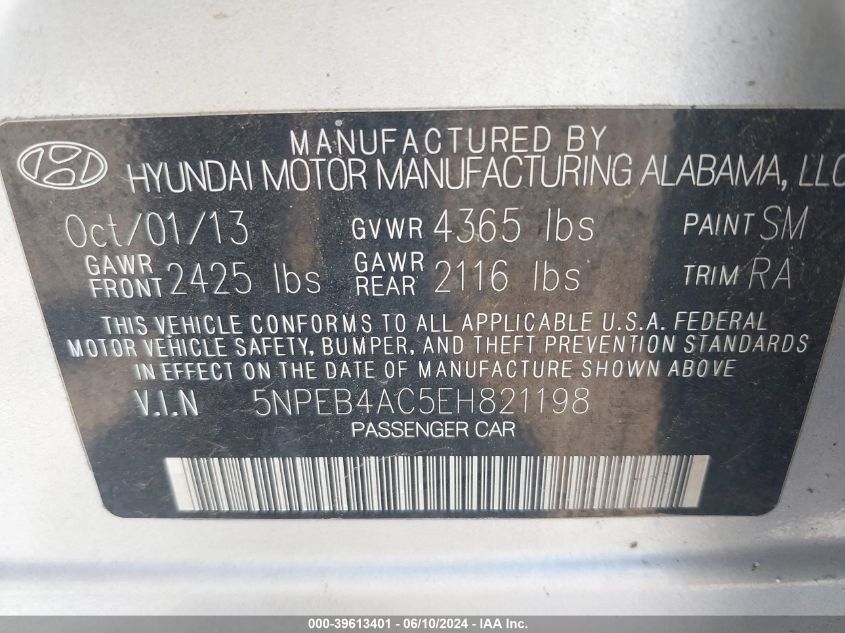 MANUFACTURED BY
HYUNDAI MOTOR MANUFACTURING ALABAMA, LLC
Oct/01/13 GVWR 4365 lbs PAINT SM
GAWR FRONT 2425 lbs GAWR REAR 2116 lbs TRIM RA
THIS VEHICLE CONFORMS TO ALL APPLICABLE U.S.A. FEDERAL
MOTOR VEHICLE SAFETY, BUMPER, AND THEFT PREVENTION STANDARDS
IN EFFECT ON THE DATE OF MANUFACTURE SHOWN ABOVE
V.I.N 5NPEB4AC5EH821198
PASSENGER CAR
000-39613401 - 06/10/2024 - IAA Inc.